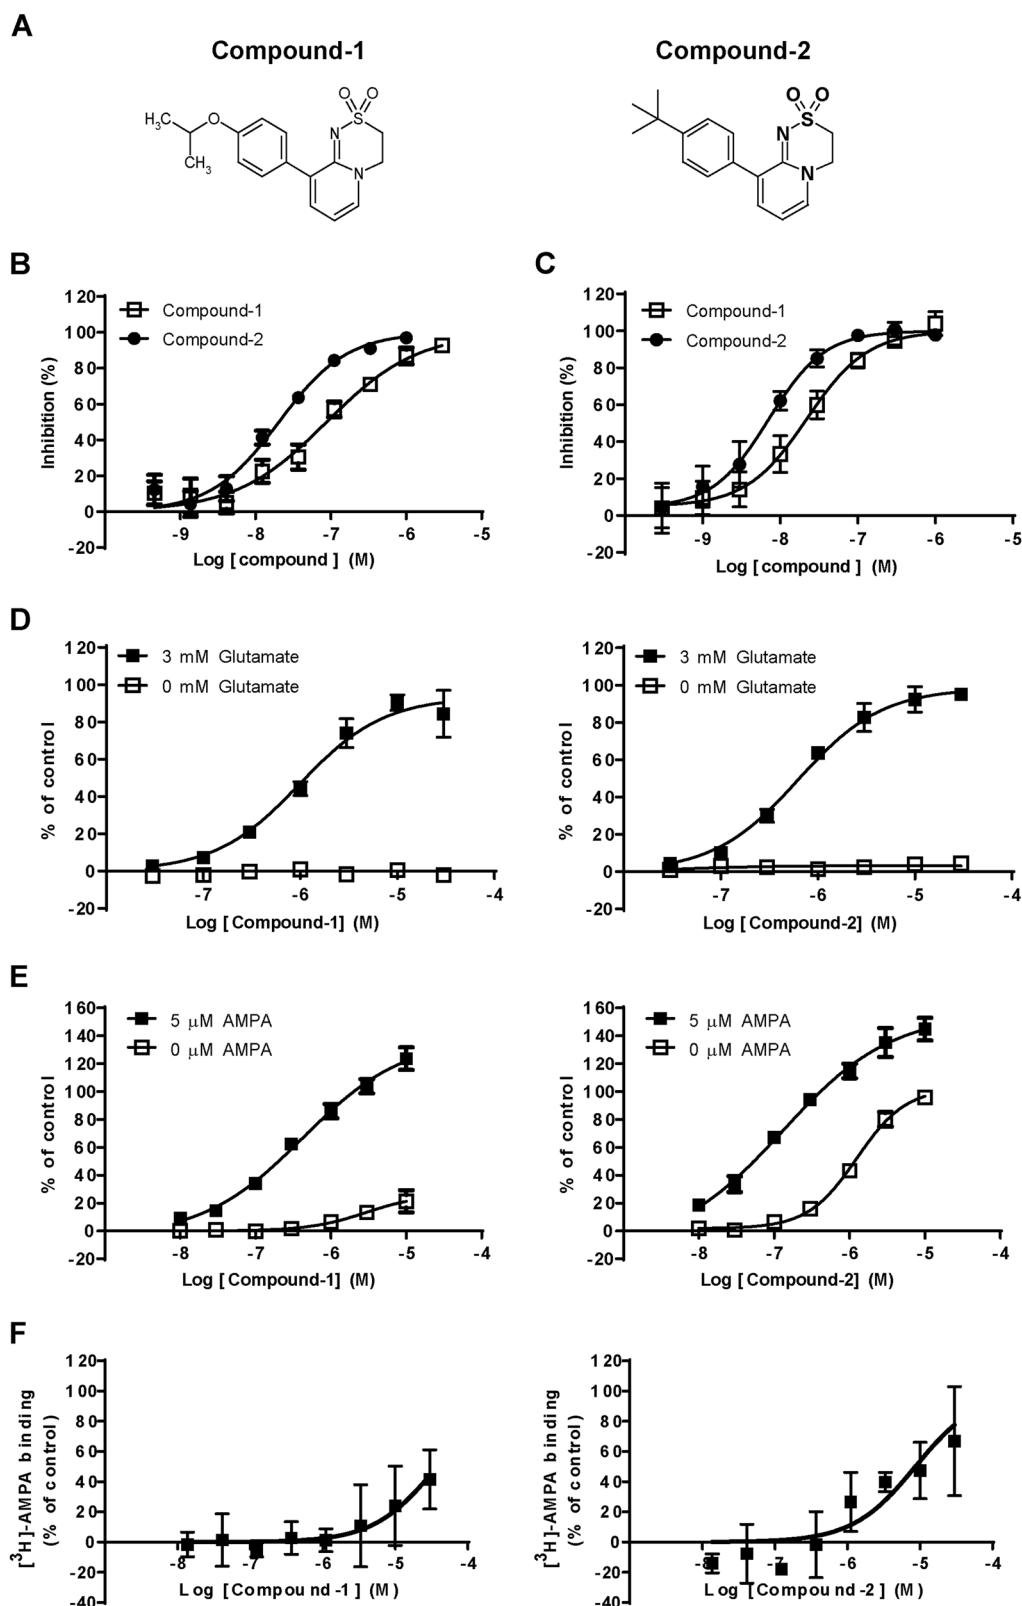 A
Compound-1
Compound-2
H3C
O
CH3
O O
S
N
N
O O
S
N
N
B
120
100
80
60
40
20
0
-20
Inhibition (%)
Compound-1
Compound-2
-9 -8 -7 -6 -5
Log [compound] (M)
C
120
100
80
60
40
20
0
-20
Inhibition (%)
Compound-1
Compound-2
-9 -8 -7 -6 -5
Log [compound] (M)
D
120
100
80
60
40
20
0
-20
% of control
3 mM Glutamate
0 mM Glutamate
-7 -6 -5 -4
Log [Compound-1] (M)
120
100
80
60
40
20
0
-20
% of control
3 mM Glutamate
0 mM Glutamate
-7 -6 -5 -4
Log [Compound-2] (M)
E
160
140
120
100
80
60
40
20
0
-20
% of control
5 μM AMPA
0 μM AMPA
-8 -7 -6 -5 -4
Log [Compound-1] (M)
160
140
120
100
80
60
40
20
0
-20
% of control
5 μM AMPA
0 μM AMPA
-8 -7 -6 -5 -4
Log [Compound-2] (M)
F
120
100
80
60
40
20
0
-20
-40
[3H]-AMPA binding
(% of control)
-8 -7 -6 -5 -4
Log [Compound-1] (M)
120
100
80
60
40
20
0
-20
-40
[3H]-AMPA binding
(% of control)
-8 -7 -6 -5 -4
Log [Compound-2] (M)